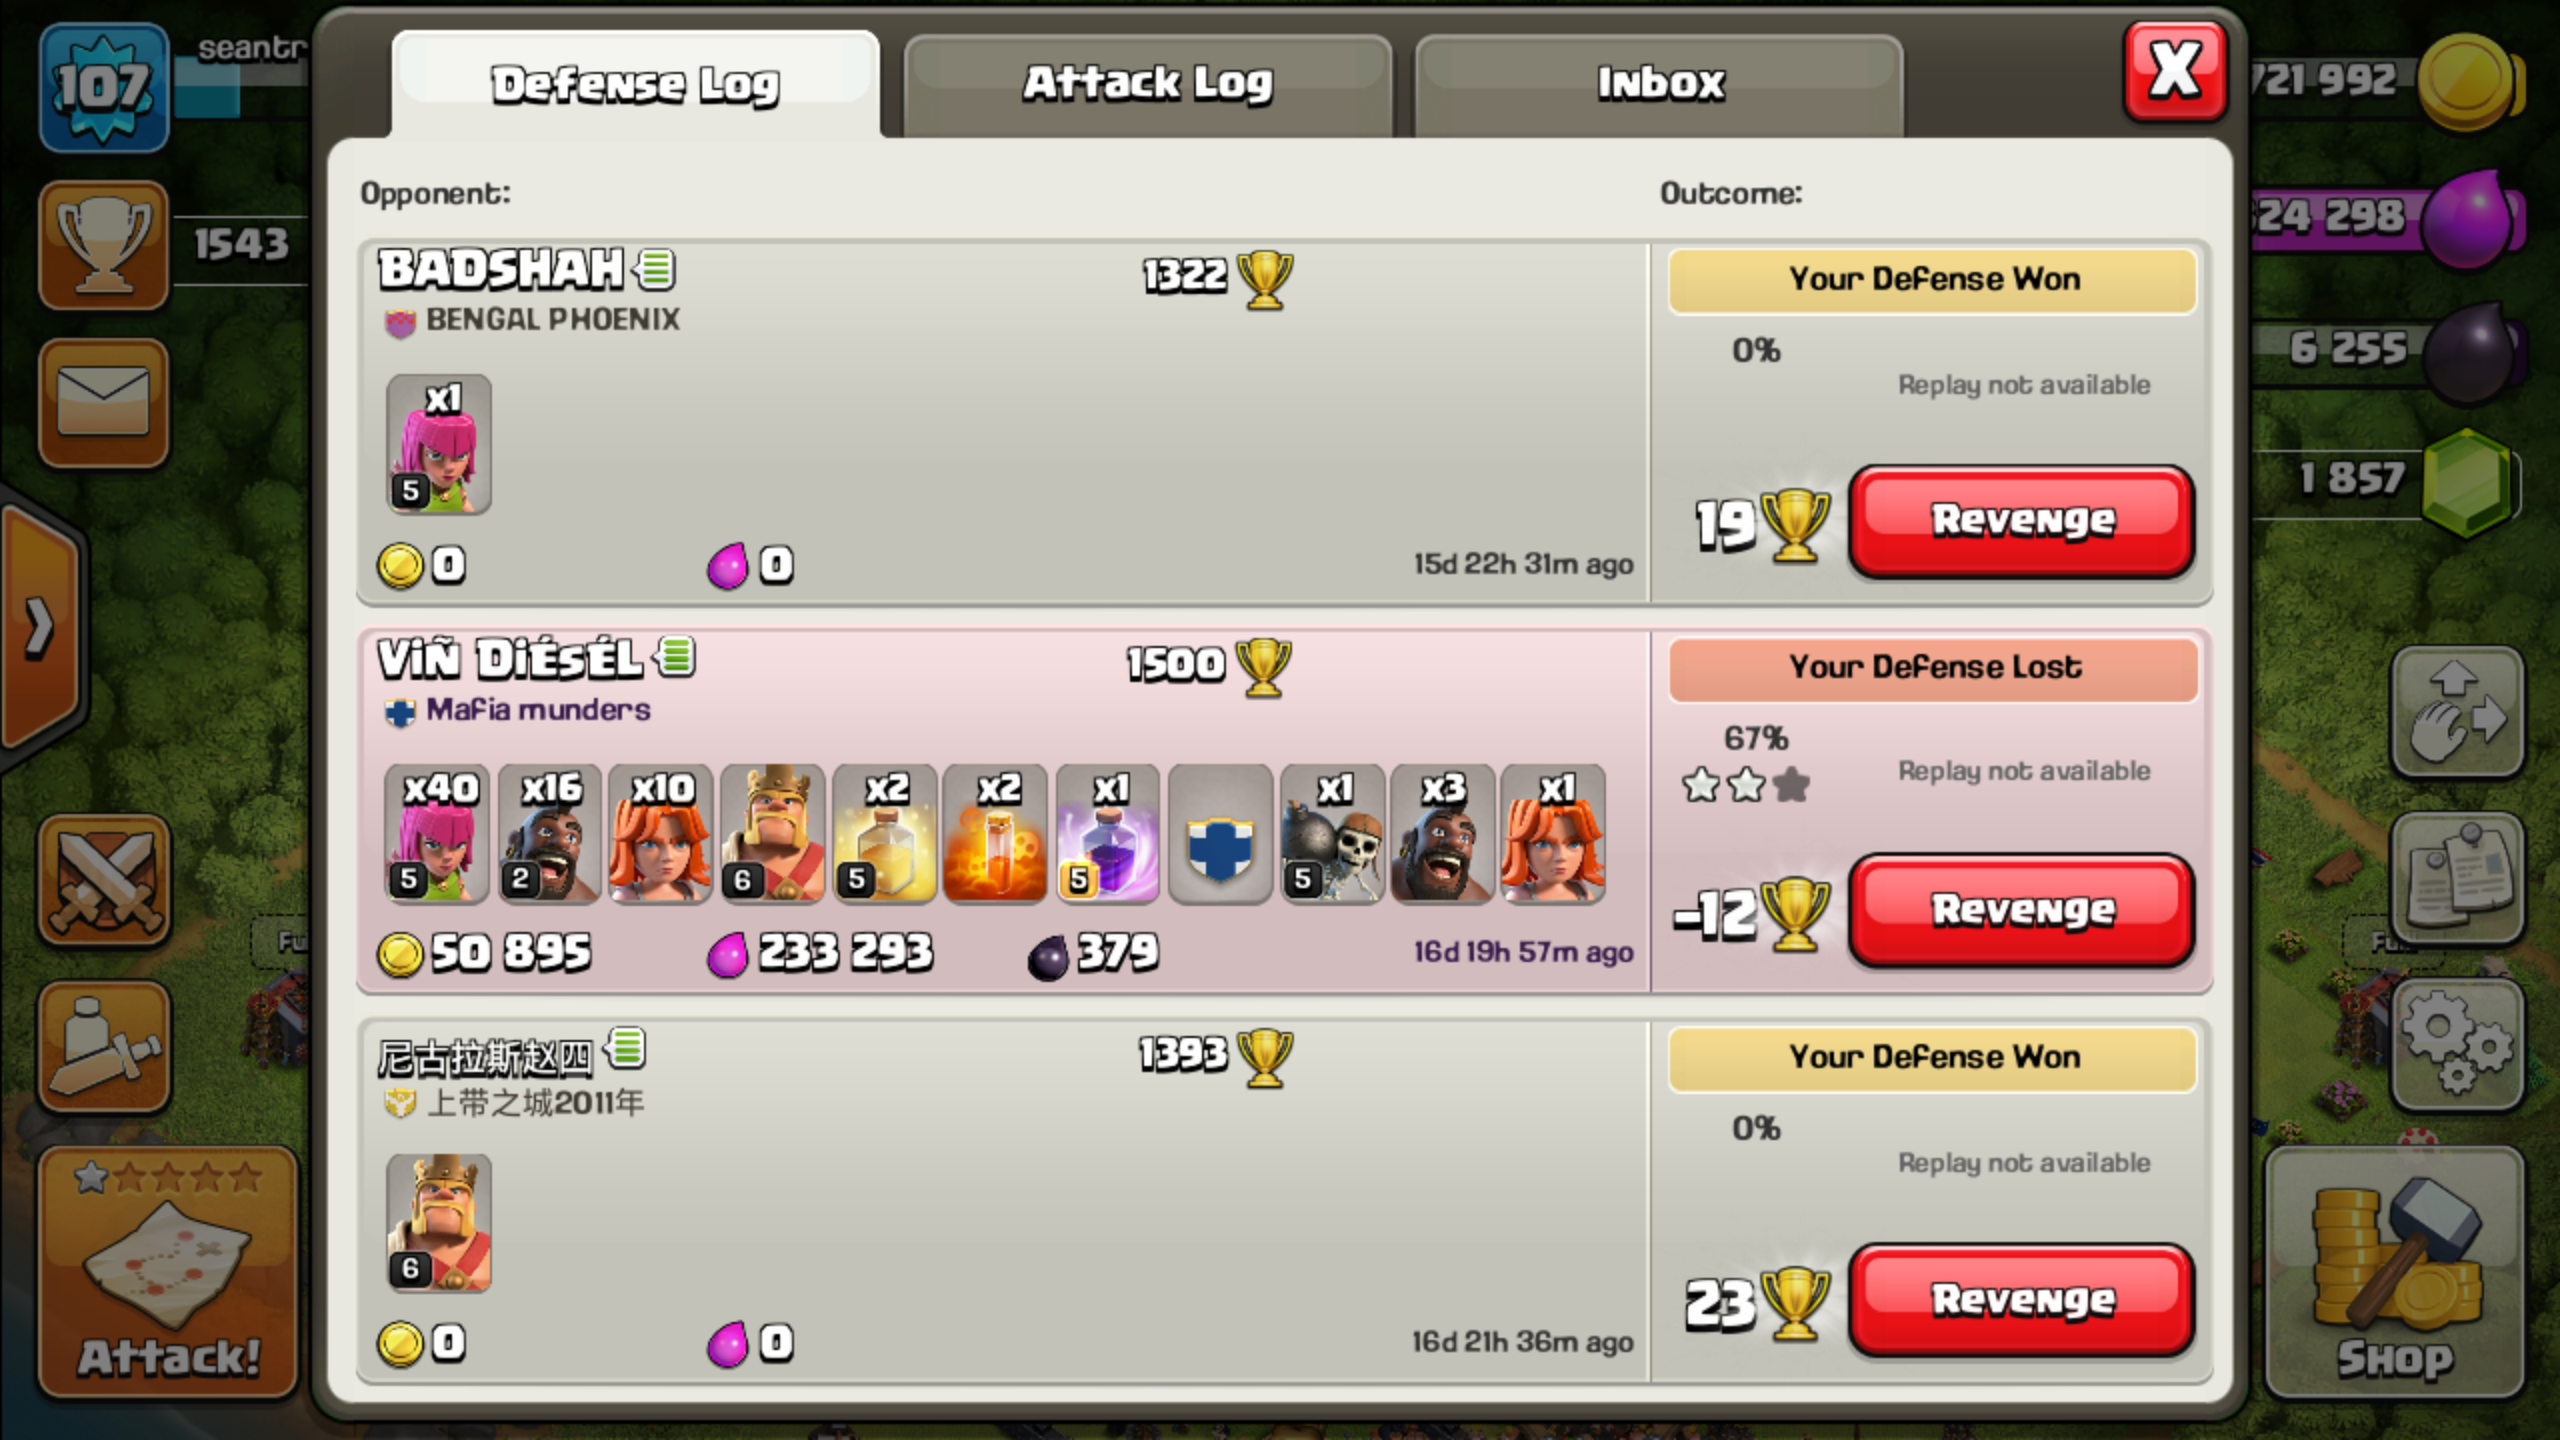 107
seantr
1543
Defense Log
Attack Log
Inbox
X
721 992
24 298
6 255
1 857
Opponent:
Outcome:
BADSHAH
BENGAL PHOENIX
1322
x1
5
0
0
15d 22h 31m ago
Your Defense Won
0%
Replay not available
19
Revenge
ViÑ DiÉsÉL
Mafia munders
1500
x40 x16 x10 x2 x2 x1 x1 x3 x1
5 2 6 5 5 5
50 895
233 293
379
16d 19h 57m ago
Your Defense Lost
67%
Replay not available
-12
Revenge
尼古拉斯赵四
上带之城2011年
1393
6
0
0
16d 21h 36m ago
Your Defense Won
0%
Replay not available
23
Revenge
Attack!
Shop